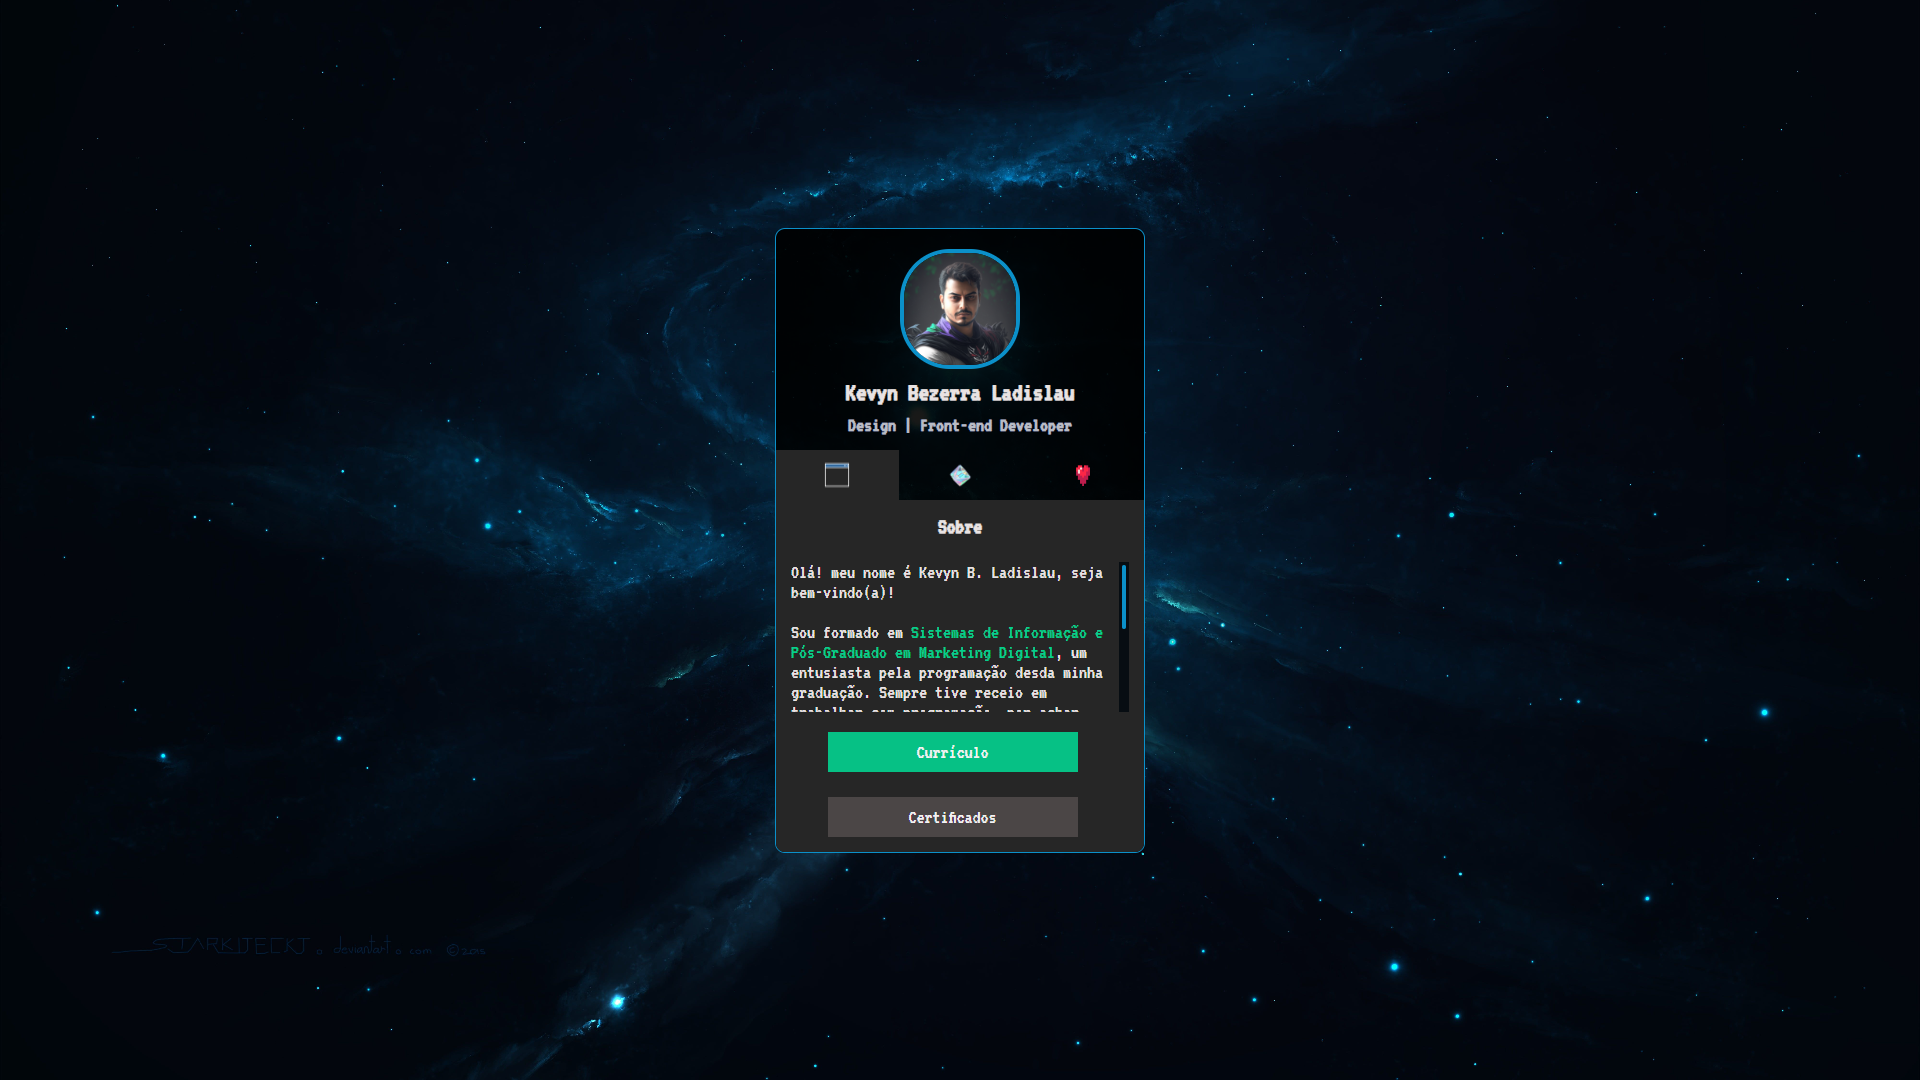 Kevyn Bezerra Ladislau
Design | Front-end Developer
Sobre
Olá! meu nome é Kevyn B. Ladislau, seja
bem-vindo(a)!
Sou formado em Sistemas de Informação e
Pós-Graduado em Marketing Digital, um
entusiasta pela programação desda minha
graduação. Sempre tive receio em
Currículo
Certificados
STARKITECKT . deviantart . com ©2015